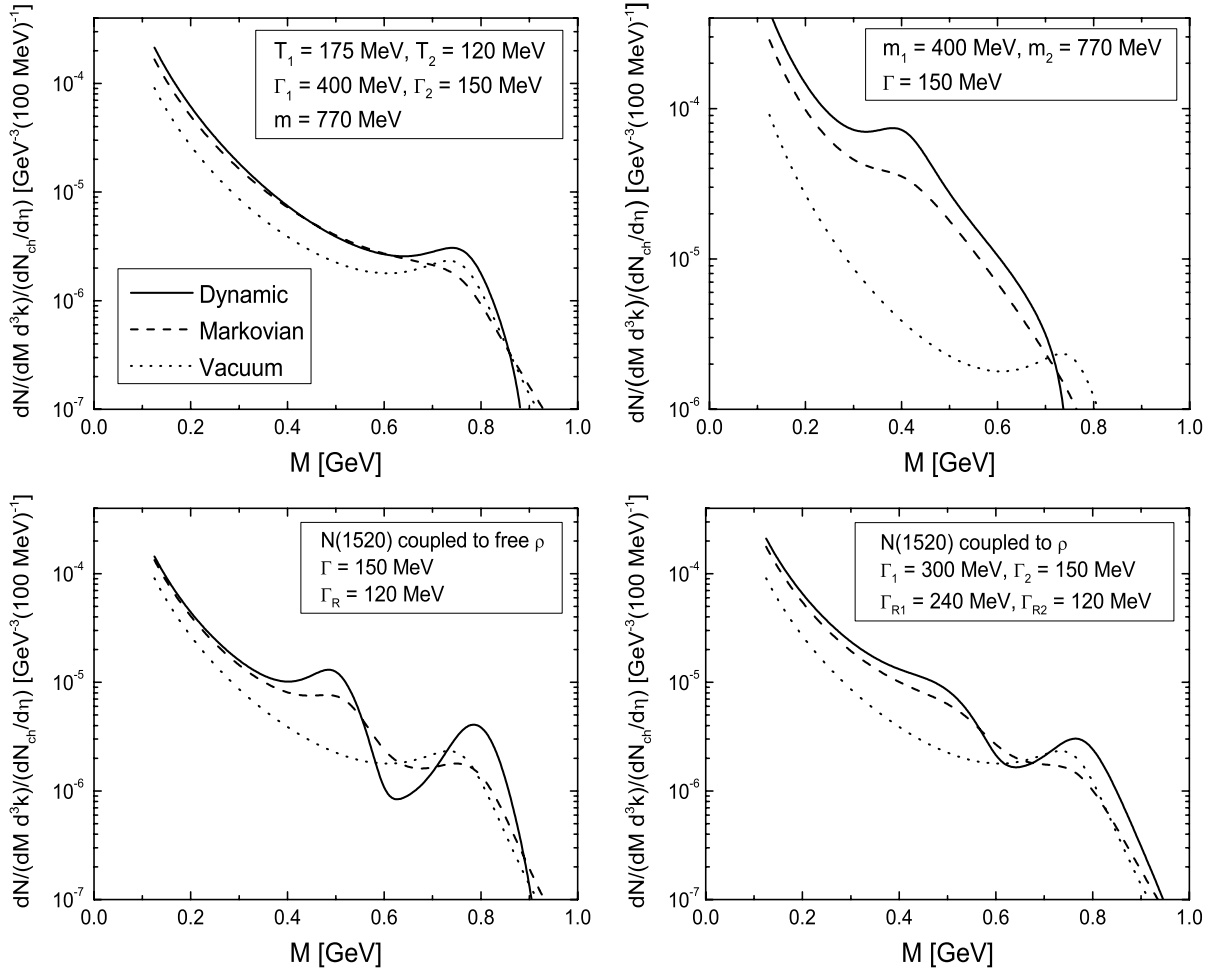 dN/(dM d³k)/(dN_ch/dη) [GeV⁻³(100 MeV)⁻¹]
10⁻⁴
10⁻⁵
10⁻⁶
10⁻⁷
T₁ = 175 MeV, T₂ = 120 MeV
Γ₁ = 400 MeV, Γ₂ = 150 MeV
m = 770 MeV
Dynamic
Markovian
Vacuum
0.0 0.2 0.4 0.6 0.8 1.0
M [GeV]
dN/(dM d³k)/(dN_ch/dη) [GeV⁻³(100 MeV)⁻¹]
10⁻⁴
10⁻⁵
10⁻⁶
m₁ = 400 MeV, m₂ = 770 MeV
Γ = 150 MeV
0.0 0.2 0.4 0.6 0.8 1.0
M [GeV]
dN/(dM d³k)/(dN_ch/dη) [GeV⁻³(100 MeV)⁻¹]
10⁻⁴
10⁻⁵
10⁻⁶
10⁻⁷
N(1520) coupled to free ρ
Γ = 150 MeV
Γ_R = 120 MeV
0.0 0.2 0.4 0.6 0.8 1.0
M [GeV]
dN/(dM d³k)/(dN_ch/dη) [GeV⁻³(100 MeV)⁻¹]
10⁻⁴
10⁻⁵
10⁻⁶
10⁻⁷
N(1520) coupled to ρ
Γ₁ = 300 MeV, Γ₂ = 150 MeV
Γ_R1 = 240 MeV, Γ_R2 = 120 MeV
0.0 0.2 0.4 0.6 0.8 1.0
M [GeV]